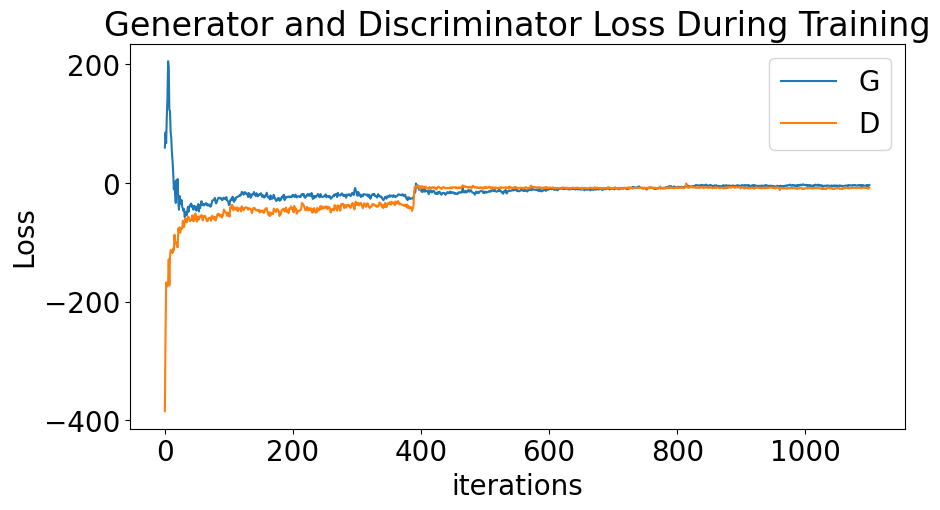 Generator and Discriminator Loss During Training
200
0
−200
−400
Loss
G
D
0 200 400 600 800 1000
iterations